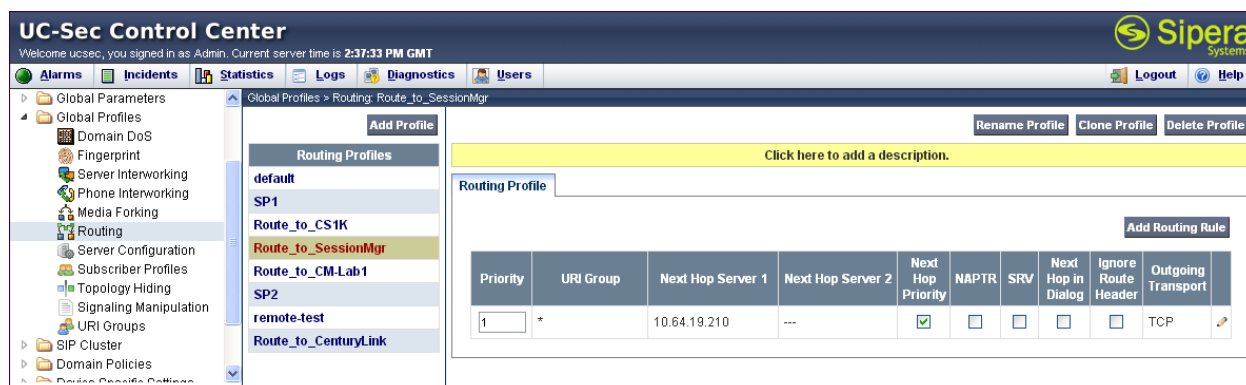 UC-Sec Control Center
Welcome ucsec, you signed in as Admin. Current server time is 2:37:33 PM GMT
Sipera
Systems
Alarms Incidents Statistics Logs Diagnostics Users Logout Help
Global Parameters
Global Profiles
Domain DoS
Fingerprint
Server Interworking
Phone Interworking
Media Forking
Routing
Server Configuration
Subscriber Profiles
Topology Hiding
Signaling Manipulation
URI Groups
SIP Cluster
Domain Policies
Device Specific Settings
Global Profiles > Routing: Route_to_SessionMgr
Add Profile
Routing Profiles
default
SP1
Route_to_CS1K
Route_to_SessionMgr
Route_to_CM-Lab1
SP2
remote-test
Route_to_CenturyLink
Rename Profile Clone Profile Delete Profile
Click here to add a description.
Routing Profile
Add Routing Rule
Priority URI Group Next Hop Server 1 Next Hop Server 2 Next Hop Priority NAPTR SRV Next Hop in Dialog Ignore Route Header Outgoing Transport
1 * 10.64.19.210 --- TCP